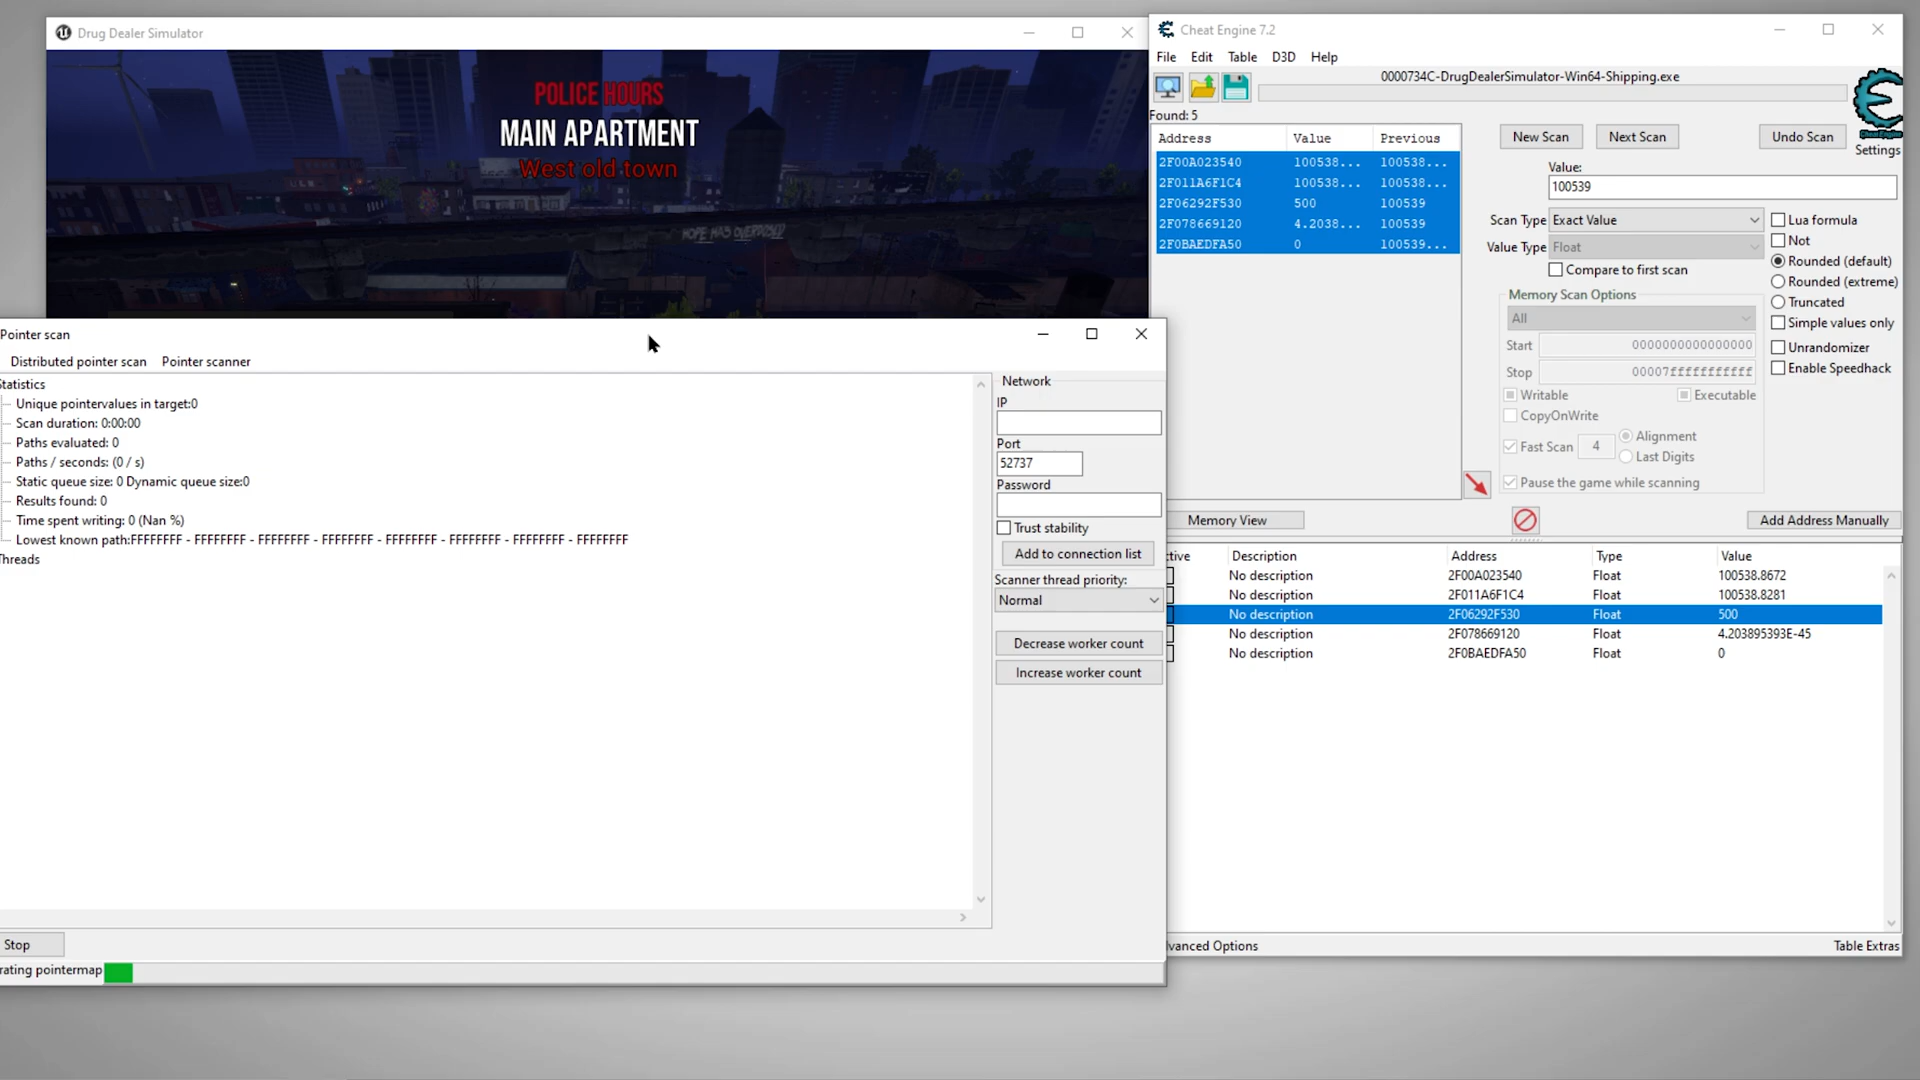 Drug Dealer Simulator
POLICE HOURS
MAIN APARTMENT
West old town
HOPE HAS OVERDOSED
Cheat Engine 7.2
File Edit Table D3D Help
0000734C-DrugDealerSimulator-Win64-Shipping.exe
Found: 5
Address Value Previous
2F00A023540 100538... 100538...
2F011A6F1C4 100538... 100538...
2F06292F530 500 100539
2F078669120 4.2038... 100539
2F0BAEDFA50 0 100539...
New Scan Next Scan Undo Scan
Settings
Value:
100539
Scan Type Exact Value
Value Type Float
Compare to first scan
Lua formula
Not
Rounded (default)
Rounded (extreme)
Truncated
Simple values only
Unrandomizer
Enable Speedhack
Memory Scan Options
All
Start 0000000000000000
Stop 00007fffffffffff
Writable Executable
CopyOnWrite
Fast Scan 4 Alignment
Last Digits
Pause the game while scanning
Memory View Add Address Manually
ctive Description Address Type Value
No description 2F00A023540 Float 100538.8672
No description 2F011A6F1C4 Float 100538.8281
No description 2F06292F530 Float 500
No description 2F078669120 Float 4.203895393E-45
No description 2F0BAEDFA50 Float 0
vanced Options Table Extras
Pointer scan
Distributed pointer scan Pointer scanner
Statistics
Unique pointervalues in target:0
Scan duration: 0:00:00
Paths evaluated: 0
Paths / seconds: (0 / s)
Static queue size: 0 Dynamic queue size:0
Results found: 0
Time spent writing: 0 (Nan %)
Lowest known path:FFFFFFFF - FFFFFFFF - FFFFFFFF - FFFFFFFF - FFFFFFFF - FFFFFFFF - FFFFFFFF - FFFFFFFF
Threads
Network
IP
Port
52737
Password
Trust stability
Add to connection list
Scanner thread priority:
Normal
Decrease worker count
Increase worker count
Stop
rating pointermap